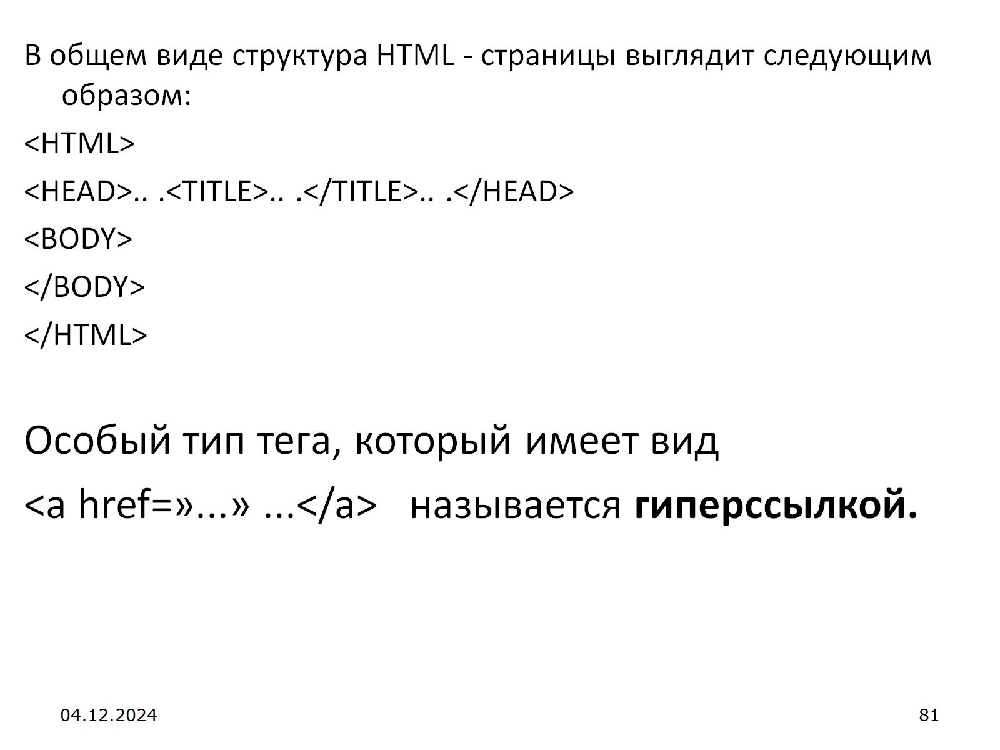 В общем виде структура HTML - страницы выглядит следующим
образом:
<HTML>
<HEAD>.. .<TITLE>.. .</TITLE>.. .</HEAD>
<BODY>
</BODY>
</HTML>
Особый тип тега, который имеет вид
<a href=»...» ...</a> называется гиперссылкой.
04.12.2024 81